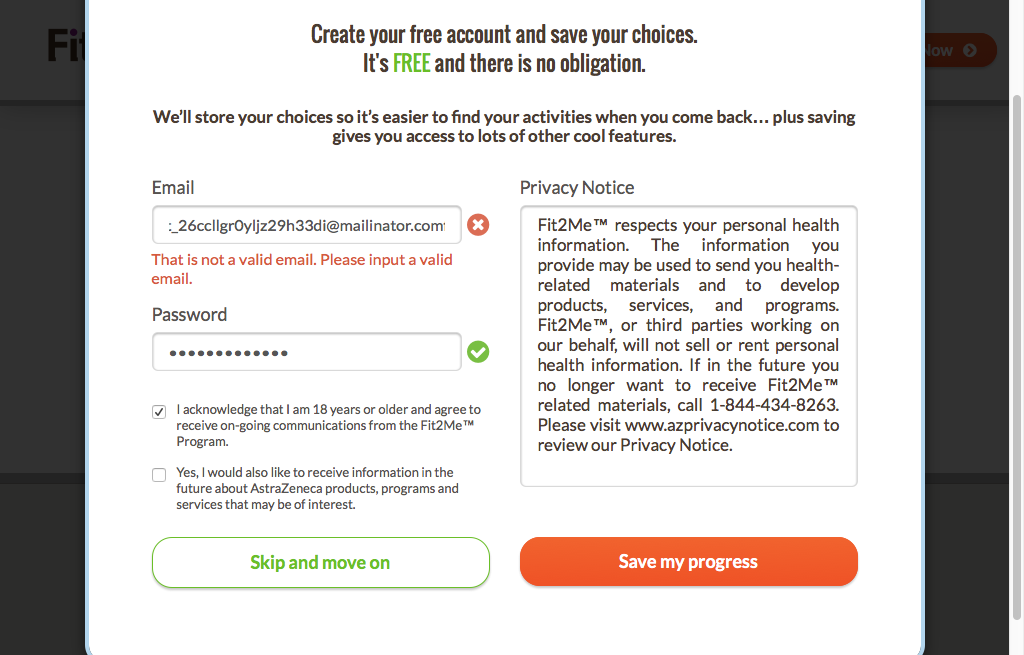 Fit
Now
Create your free account and save your choices.
It's FREE and there is no obligation.
We'll store your choices so it's easier to find your activities when you come back... plus saving
gives you access to lots of other cool features.
Email
:_26ccllgr0yljz29h33di@mailinator.com
That is not a valid email. Please input a valid
email.
Password
I acknowledge that I am 18 years or older and agree to
receive on-going communications from the Fit2Me™
Program.
Yes, I would also like to receive information in the
future about AstraZeneca products, programs and
services that may be of interest.
Skip and move on
Privacy Notice
Fit2Me™ respects your personal health
information. The information you
provide may be used to send you health-
related materials and to develop
products, services, and programs.
Fit2Me™, or third parties working on
our behalf, will not sell or rent personal
health information. If in the future you
no longer want to receive Fit2Me™
related materials, call 1-844-434-8263.
Please visit www.azprivacynotice.com to
review our Privacy Notice.
Save my progress